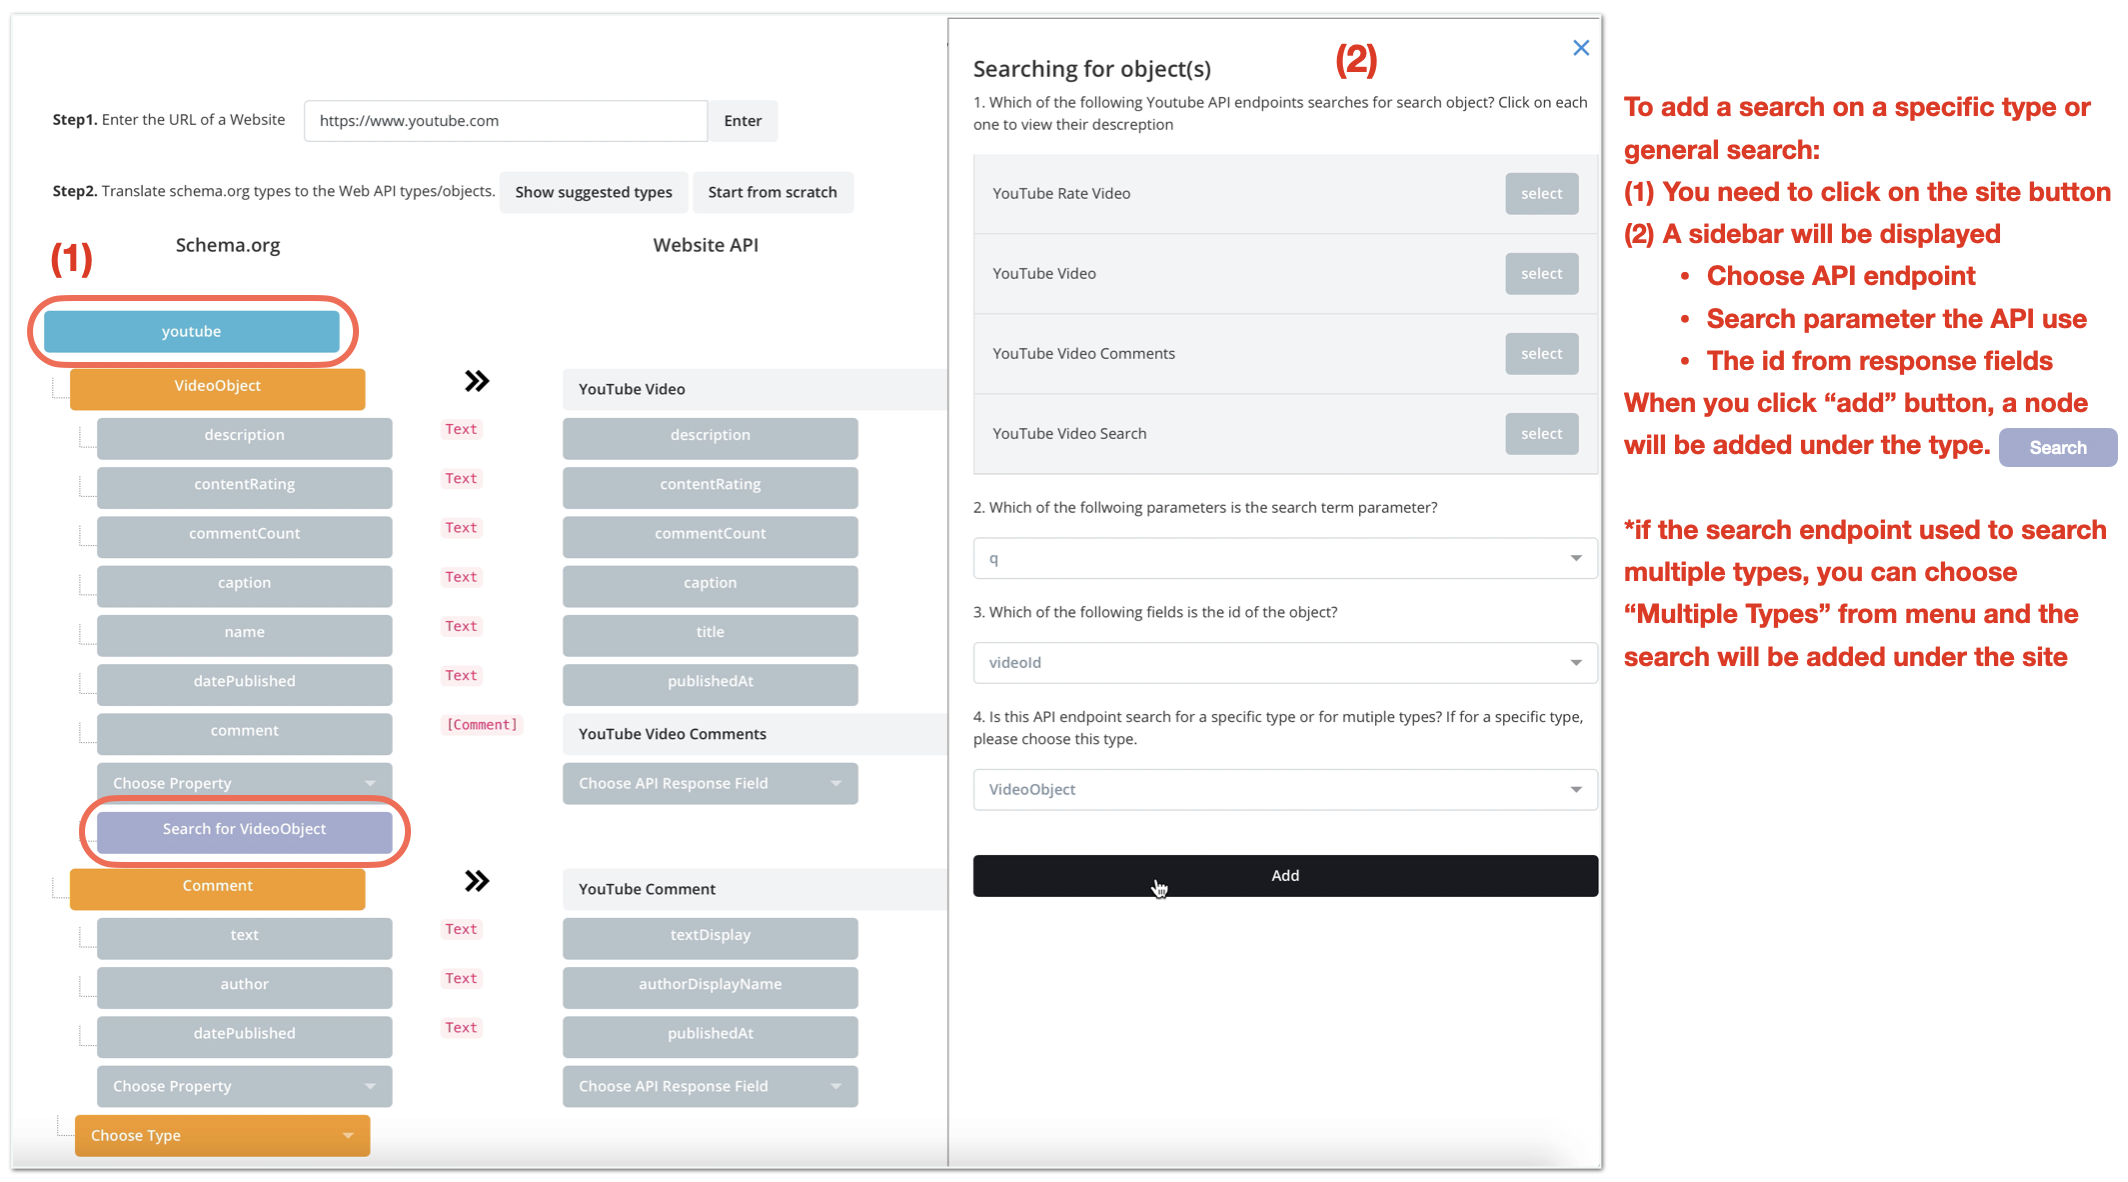 Step1. Enter the URL of a Website
https://www.youtube.com
Enter
Step2. Translate schema.org types to the Web API types/objects.
Show suggested types
Start from scratch
(1)
Schema.org
Website API
youtube
VideoObject
YouTube Video
description
Text
description
contentRating
Text
contentRating
commentCount
Text
commentCount
caption
Text
caption
name
Text
title
datePublished
Text
publishedAt
comment
[Comment]
YouTube Video Comments
Choose Property
Choose API Response Field
Search for VideoObject
Comment
YouTube Comment
text
Text
textDisplay
author
Text
authorDisplayName
datePublished
Text
publishedAt
Choose Property
Choose API Response Field
Choose Type
(2)
Searching for object(s)
1. Which of the following Youtube API endpoints searches for search object? Click on each
one to view their descreption
YouTube Rate Video
select
YouTube Video
select
YouTube Video Comments
select
YouTube Video Search
select
2. Which of the follwoing parameters is the search term parameter?
q
3. Which of the following fields is the id of the object?
videoId
4. Is this API endpoint search for a specific type or for mutiple types? If for a specific type,
please choose this type.
VideoObject
Add
To add a search on a specific type or
general search:
(1) You need to click on the site button
(2) A sidebar will be displayed
• Choose API endpoint
• Search parameter the API use
• The id from response fields
When you click “add” button, a node
will be added under the type.
Search
*if the search endpoint used to search
multiple types, you can choose
“Multiple Types” from menu and the
search will be added under the site